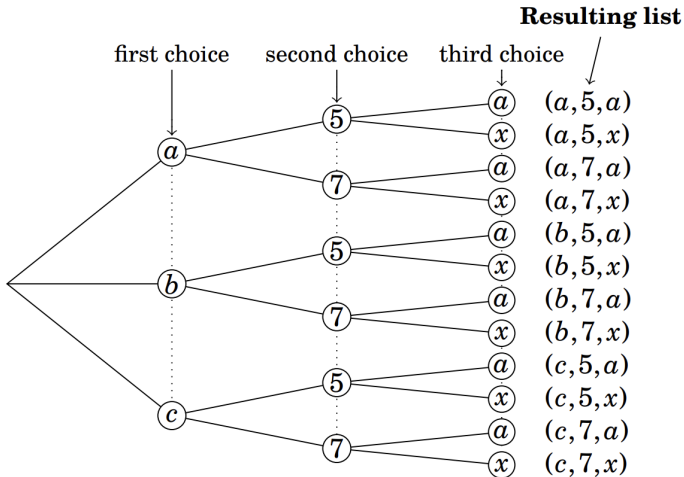 Resulting list
first choice second choice third choice
a (a,5,a)
5
x (a,5,x)
a
a (a,7,a)
7
x (a,7,x)
a (b,5,a)
5
x (b,5,x)
b
a (b,7,a)
7
x (b,7,x)
a (c,5,a)
5
x (c,5,x)
c
a (c,7,a)
7
x (c,7,x)